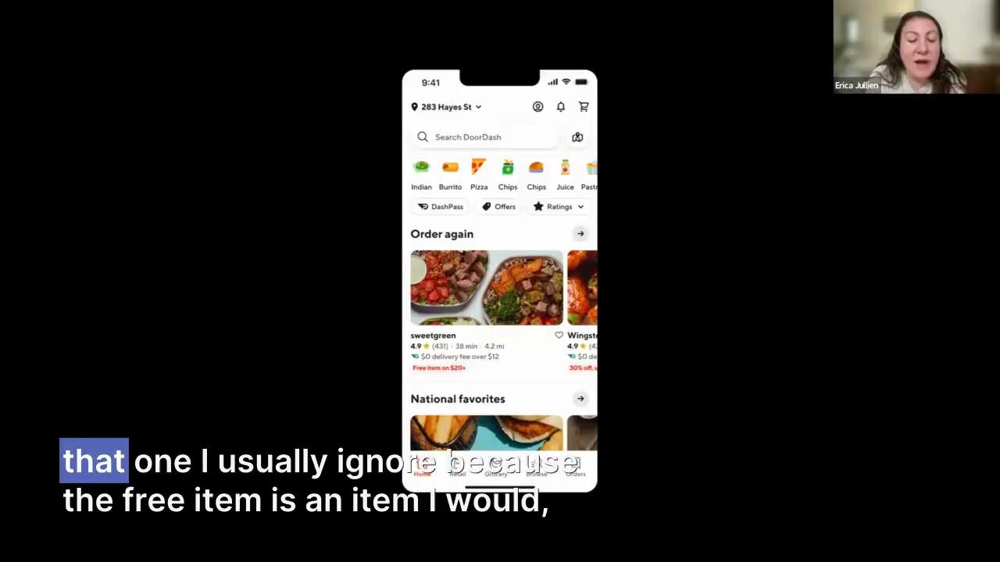 Erica Jullien
9:41
283 Hayes St
Search DoorDash
Indian Burrito Pizza Chips Chips Juice Pastr
DashPass Offers Ratings
Order again
sweetgreen Wingst
4.9 (431) · 38 min · 4.2 mi 4.9 (43
$0 delivery fee over $12 $0 de
Free item on $20+ 30% off, u
National favorites
Home Retail Grocery Browse Orders
that one I usually ignore because
the free item is an item I would,